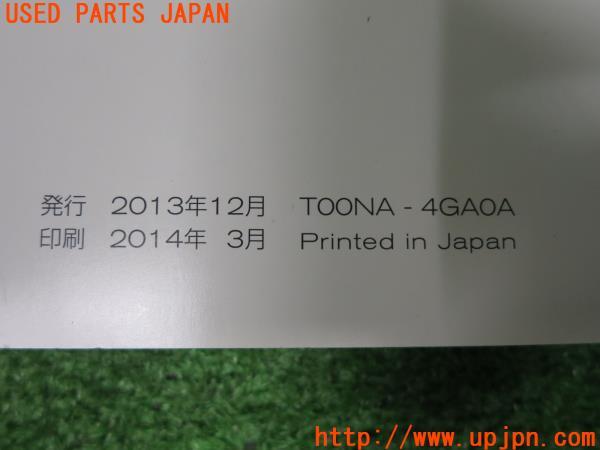 USED PARTS JAPAN
発行 2013年12月 T00NA - 4GA0A
印刷 2014年 3月 Printed in Japan
http://www.upjpn.com